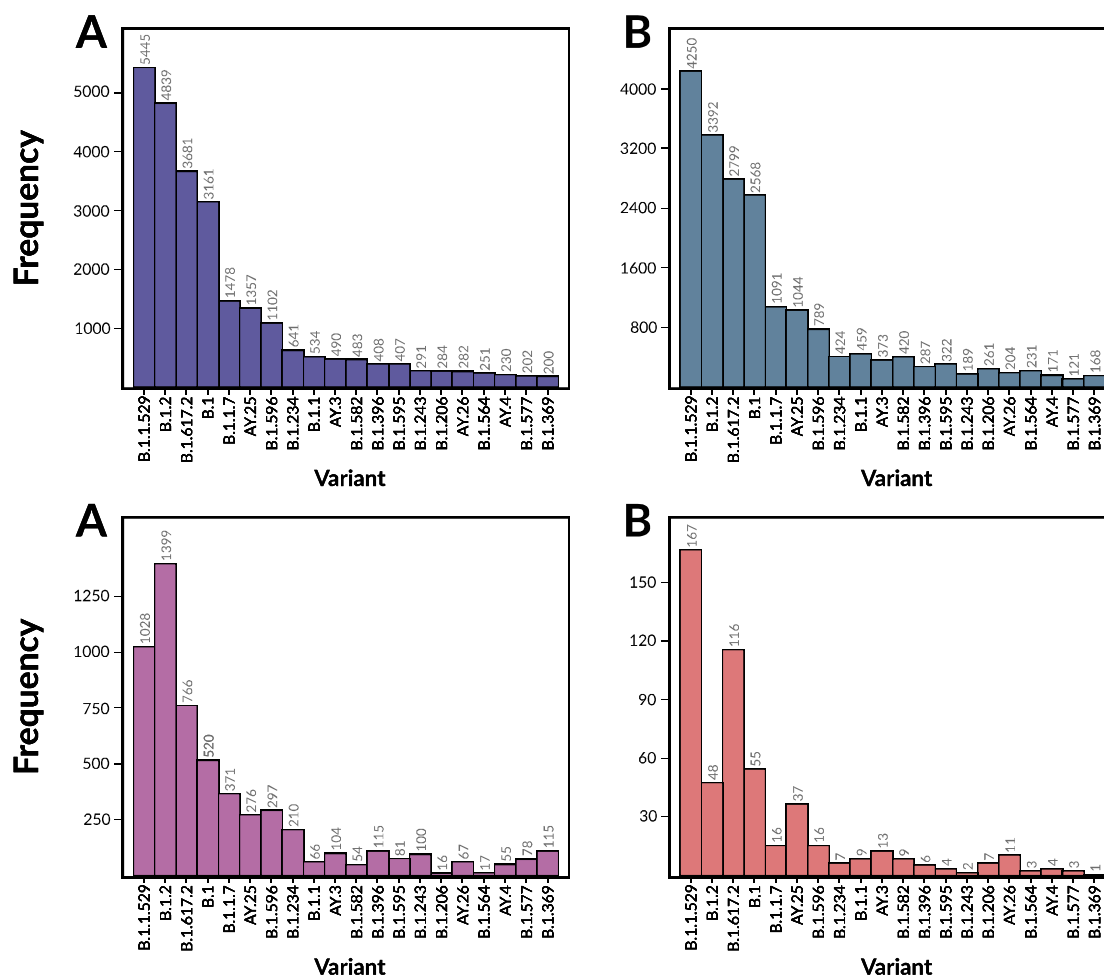 A
Frequency
5000
4000
3000
2000
1000
5445
4839
3681
3161
1478
1357
1102
641
534
490
483
408
407
291
284
282
251
230
202
200
B.1.1.529
B.1.2
B.1.617.2
B.1
B.1.1.7
AY.25
B.1.596
B.1.234
B.1.1
AY.3
B.1.582
B.1.396
B.1.595
B.1.243
B.1.206
AY.26
B.1.564
AY.4
B.1.577
B.1.369
Variant
B
4000
3200
2400
1600
800
4250
3392
2799
2568
1091
1044
789
424
459
373
420
287
322
189
261
204
231
171
121
168
B.1.1.529
B.1.2
B.1.617.2
B.1
B.1.1.7
AY.25
B.1.596
B.1.234
B.1.1
AY.3
B.1.582
B.1.396
B.1.595
B.1.243
B.1.206
AY.26
B.1.564
AY.4
B.1.577
B.1.369
Variant
A
Frequency
1250
1000
750
500
250
1028
1399
766
520
371
276
297
210
66
104
54
115
81
100
16
67
17
55
78
115
B.1.1.529
B.1.2
B.1.617.2
B.1
B.1.1.7
AY.25
B.1.596
B.1.234
B.1.1
AY.3
B.1.582
B.1.396
B.1.595
B.1.243
B.1.206
AY.26
B.1.564
AY.4
B.1.577
B.1.369
Variant
B
150
120
90
60
30
167
48
116
55
16
37
16
7
9
13
9
6
4
2
7
11
3
4
3
1
B.1.1.529
B.1.2
B.1.617.2
B.1
B.1.1.7
AY.25
B.1.596
B.1.234
B.1.1
AY.3
B.1.582
B.1.396
B.1.595
B.1.243
B.1.206
AY.26
B.1.564
AY.4
B.1.577
B.1.369
Variant